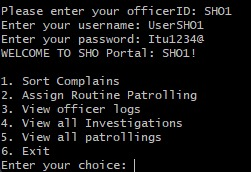 Please enter your officerID: SHO1
Enter your username: UserSHO1
Enter your password: Itu1234@
WELCOME TO SHO Portal: SHO1!
1. Sort Complains
2. Assign Routine Patrolling
3. View officer logs
4. View all Investigations
5. View all patrollings
6. Exit
Enter your choice: